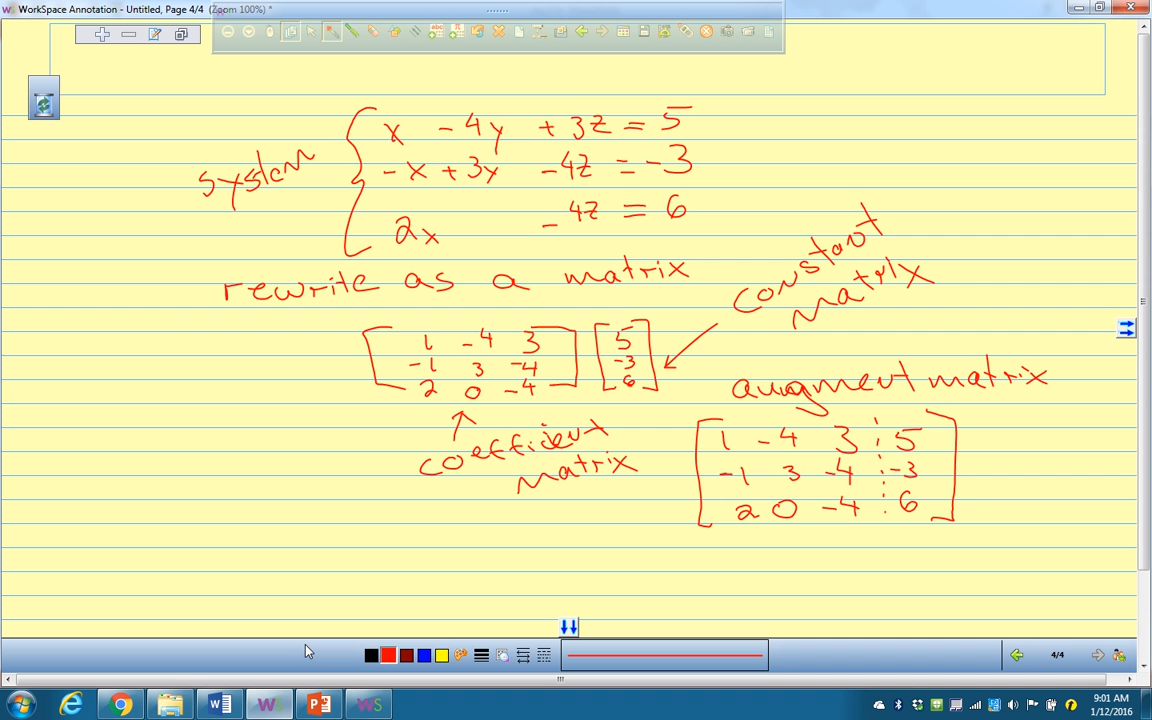 WorkSpace Annotation - Untitled, Page 4/4 (Zoom 100%) *
x - 4y + 3z = 5
system
-x + 3y - 4z = -3
2x - 4z = 6
rewrite as a matrix
constant
matrix
1 -4 3 5
-1 3 -4 -3
2 0 -4 6
coefficient
matrix
augment matrix
1 -4 3 5
-1 3 -4 -3
2 0 -4 6
4/4
9:01 AM
1/12/2016